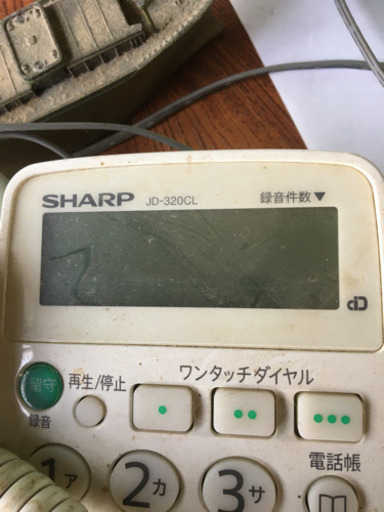 SHARP JD-320CL 録音件数▼
留守 再生/停止 ワンタッチダイヤル
録音
電話帳
1ア 2カ 3サ